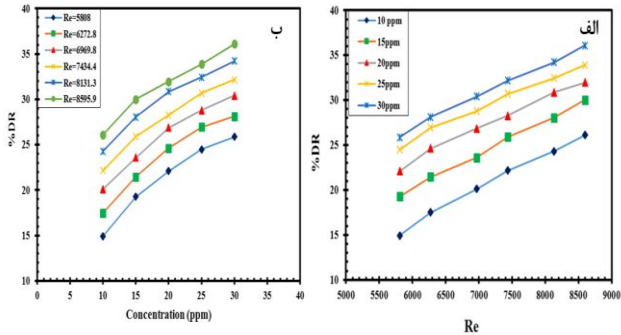 ب
Re=5808
Re=6272.8
Re=6969.8
Re=7434.4
Re=8131.3
Re=8595.9
%DR
40
35
30
25
20
15
10
0 5 10 15 20 25 30 35 40
Concentration (ppm)
الف
10 ppm
15ppm
20ppm
25ppm
30ppm
%DR
40
35
30
25
20
15
10
5000 5500 6000 6500 7000 7500 8000 8500 9000
Re